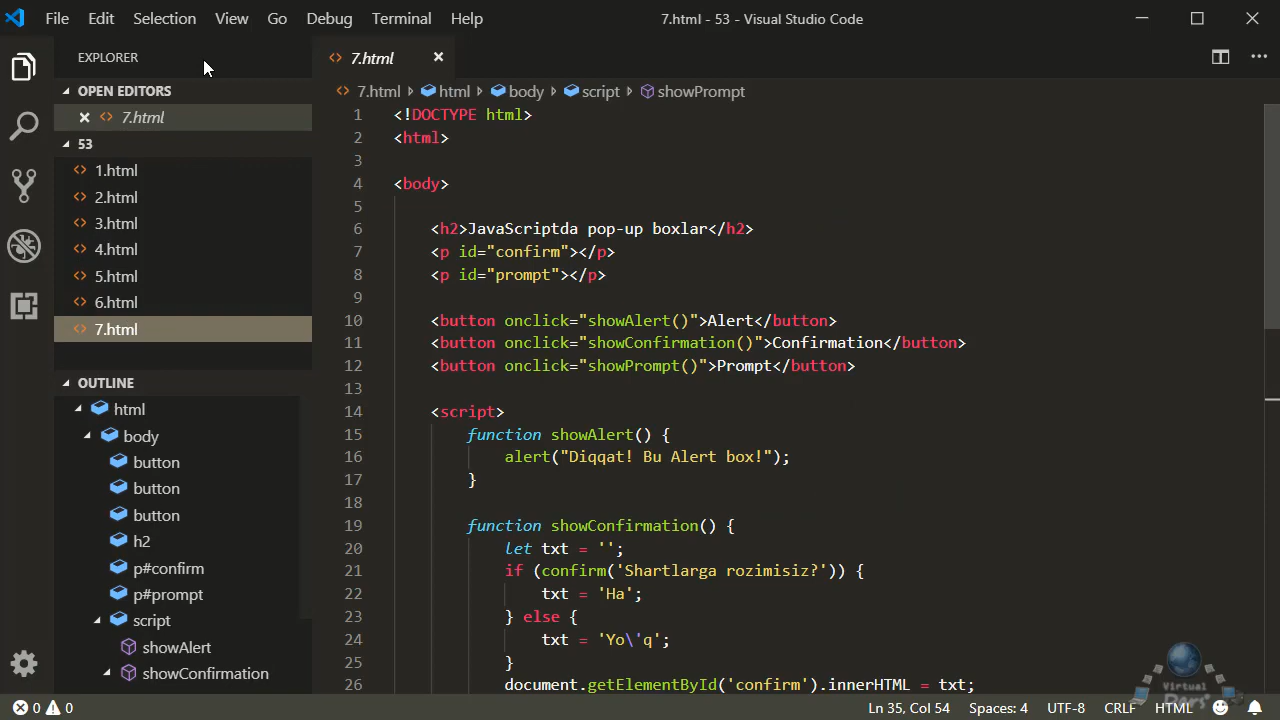 File Edit Selection View Go Debug Terminal Help
7.html - 53 - Visual Studio Code
EXPLORER
OPEN EDITORS
7.html
53
1.html
2.html
3.html
4.html
5.html
6.html
7.html
OUTLINE
html
body
button
button
button
h2
p#confirm
p#prompt
script
showAlert
showConfirmation
7.html
7.html › html › body › script › showPrompt
1 <!DOCTYPE html>
2 <html>
3
4 <body>
5
6 <h2>JavaScriptda pop-up boxlar</h2>
7 <p id="confirm"></p>
8 <p id="prompt"></p>
9
10 <button onclick="showAlert()">Alert</button>
11 <button onclick="showConfirmation()">Confirmation</button>
12 <button onclick="showPrompt()">Prompt</button>
13
14 <script>
15 function showAlert() {
16 alert("Diqqat! Bu Alert box!");
17 }
18
19 function showConfirmation() {
20 let txt = '';
21 if (confirm('Shartlarga rozimisiz?')) {
22 txt = 'Ha';
23 } else {
24 txt = 'Yo\'q';
25 }
26 document.getElementById('confirm').innerHTML = txt;
Virtual
Dars
0 0
Ln 35, Col 54 Spaces: 4 UTF-8 CRLF HTML